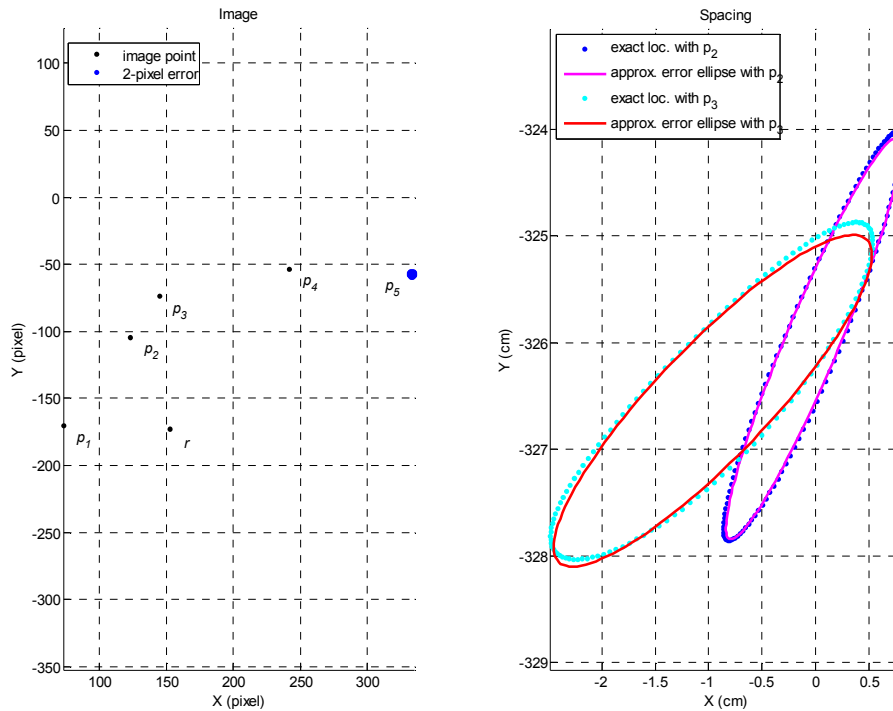 Image
image point
2-pixel error
100
50
0
-50
-100
-150
-200
-250
-300
-350
Y (pixel)
p1
p2
p3
p4
p5
r
100 150 200 250 300
X (pixel)
Spacing
exact loc. with p2
approx. error ellipse with p2
exact loc. with p3
approx. error ellipse with p3
-324
-325
-326
-327
-328
-329
Y (cm)
-2 -1.5 -1 -0.5 0 0.5
X (cm)